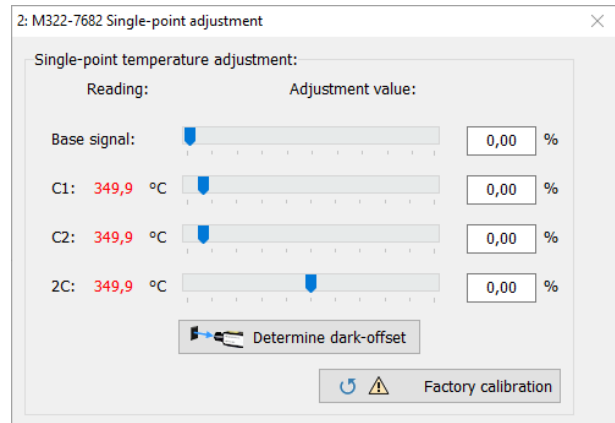 2: M322-7682 Single-point adjustment
Single-point temperature adjustment:
Reading: Adjustment value:
Base signal: 0,00 %
C1: 349,9 °C 0,00 %
C2: 349,9 °C 0,00 %
2C: 349,9 °C 0,00 %
Determine dark-offset
Factory calibration